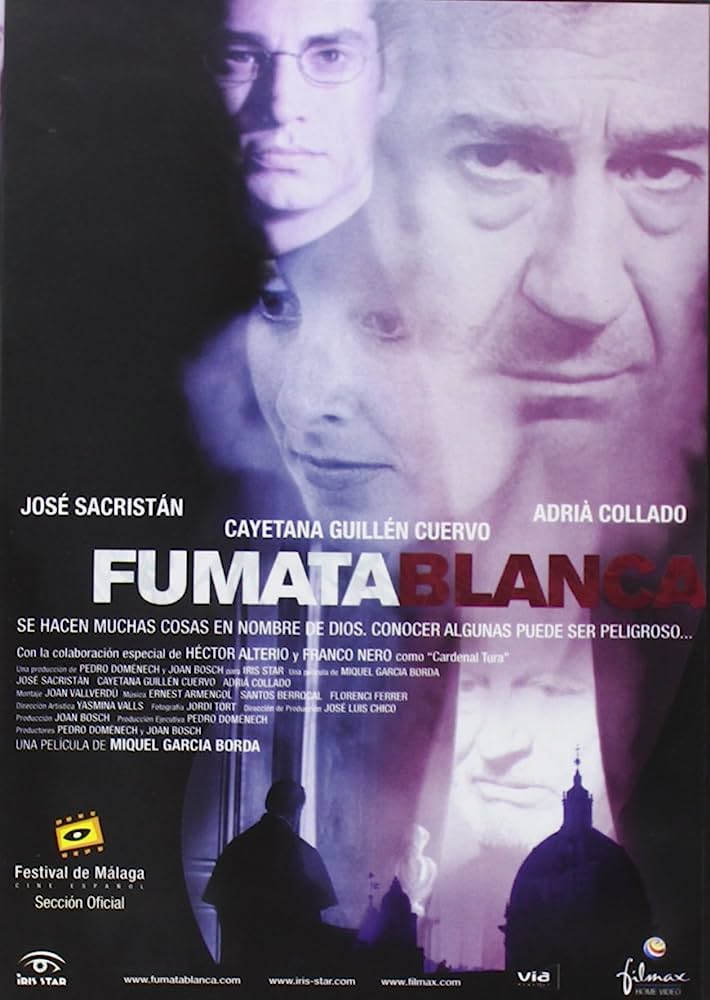 JOSÉ SACRISTÁN
CAYETANA GUILLÉN CUERVO
ADRIÀ COLLADO
FUMATABLANCA
SE HACEN MUCHAS COSAS EN NOMBRE DE DIOS. CONOCER ALGUNAS PUEDE SER PELIGROSO...
Con la colaboración especial de HÉCTOR ALTERIO y FRANCO NERO como "Cardenal Tura"
Una producción de PEDRO DOMÉNECH y JOAN BOSCH para IRIS STAR Una película de MIQUEL GARCIA BORDA
JOSÉ SACRISTÁN CAYETANA GUILLÉN CUERVO ADRIÀ COLLADO
Montaje JOAN VALLVERDÚ Música ERNEST ARMENGOL SANTOS BERROCAL FLORENCI FERRER
Dirección Artística YASMINA VALLS Fotografía JORDI TORT Dirección de Producción JOSÉ LUIS CHICO
Producción JOAN BOSCH Producción Ejecutiva PEDRO DOMÉNECH
Productores PEDRO DOMÉNECH y JOAN BOSCH
UNA PELÍCULA DE MIQUEL GARCIA BORDA
Festival de Málaga
CINE ESPAÑOL
Sección Oficial
IRIS STAR
www.fumatablanca.com
www.iris-star.com
www.filmax.com
via
filmax
HOME VIDEO